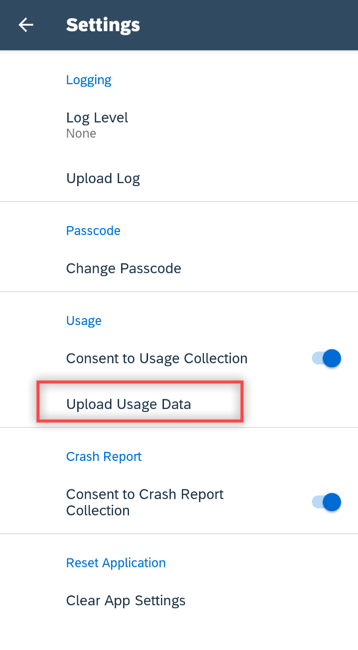 Settings
Logging
Log Level
None
Upload Log
Passcode
Change Passcode
Usage
Consent to Usage Collection
Upload Usage Data
Crash Report
Consent to Crash Report
Collection
Reset Application
Clear App Settings